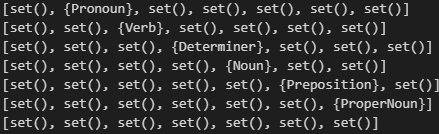 [set(), {Pronoun}, set(), set(), set(), set(), set()]
[set(), set(), {Verb}, set(), set(), set(), set()]
[set(), set(), set(), {Determiner}, set(), set(), set()]
[set(), set(), set(), set(), {Noun}, set(), set()]
[set(), set(), set(), set(), set(), {Preposition}, set()]
[set(), set(), set(), set(), set(), set(), {ProperNoun}]
[set(), set(), set(), set(), set(), set(), set()]